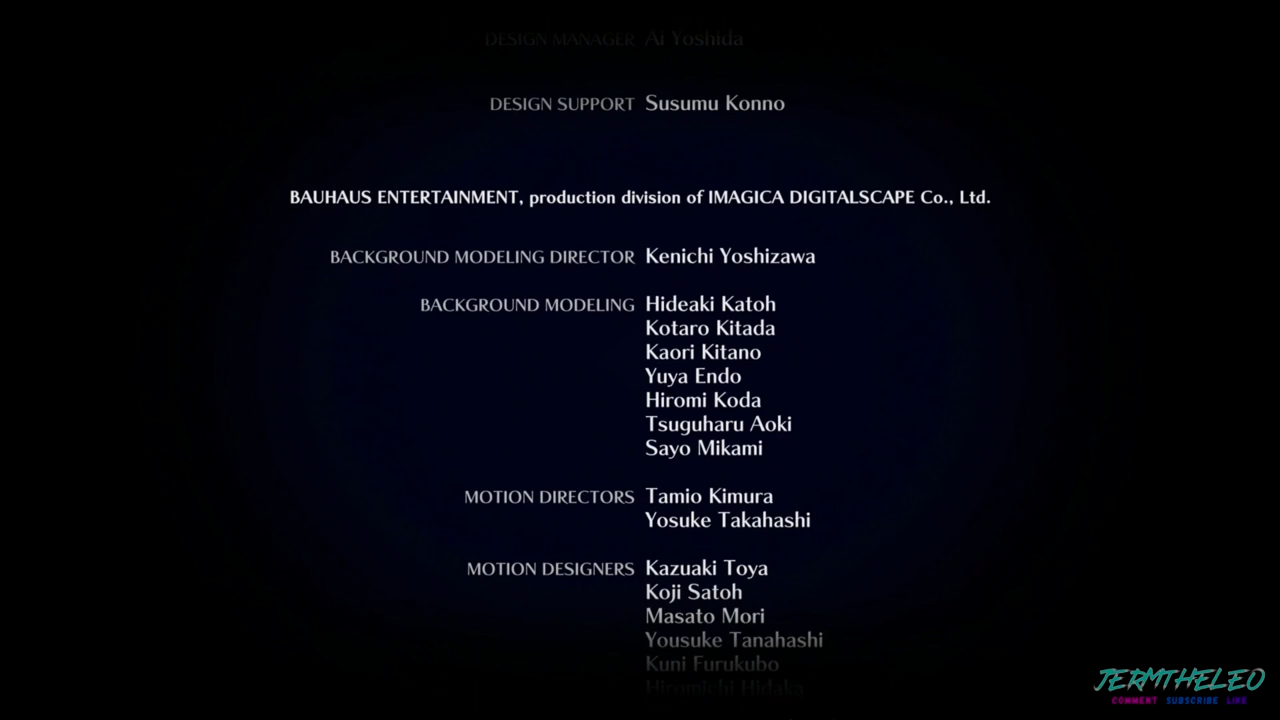 DESIGN MANAGER Ai Yoshida
DESIGN SUPPORT Susumu Konno
BAUHAUS ENTERTAINMENT, production division of IMAGICA DIGITALSCAPE Co., Ltd.
BACKGROUND MODELING DIRECTOR Kenichi Yoshizawa
BACKGROUND MODELING Hideaki Katoh
Kotaro Kitada
Kaori Kitano
Yuya Endo
Hiromi Koda
Tsuguharu Aoki
Sayo Mikami
MOTION DIRECTORS Tamio Kimura
Yosuke Takahashi
MOTION DESIGNERS Kazuaki Toya
Koji Satoh
Masato Mori
Yousuke Tanahashi
Kuni Furukubo
Hiromichi Hidaka
JERMTHELEO
COMMENT SUBSCRIBE LIKE